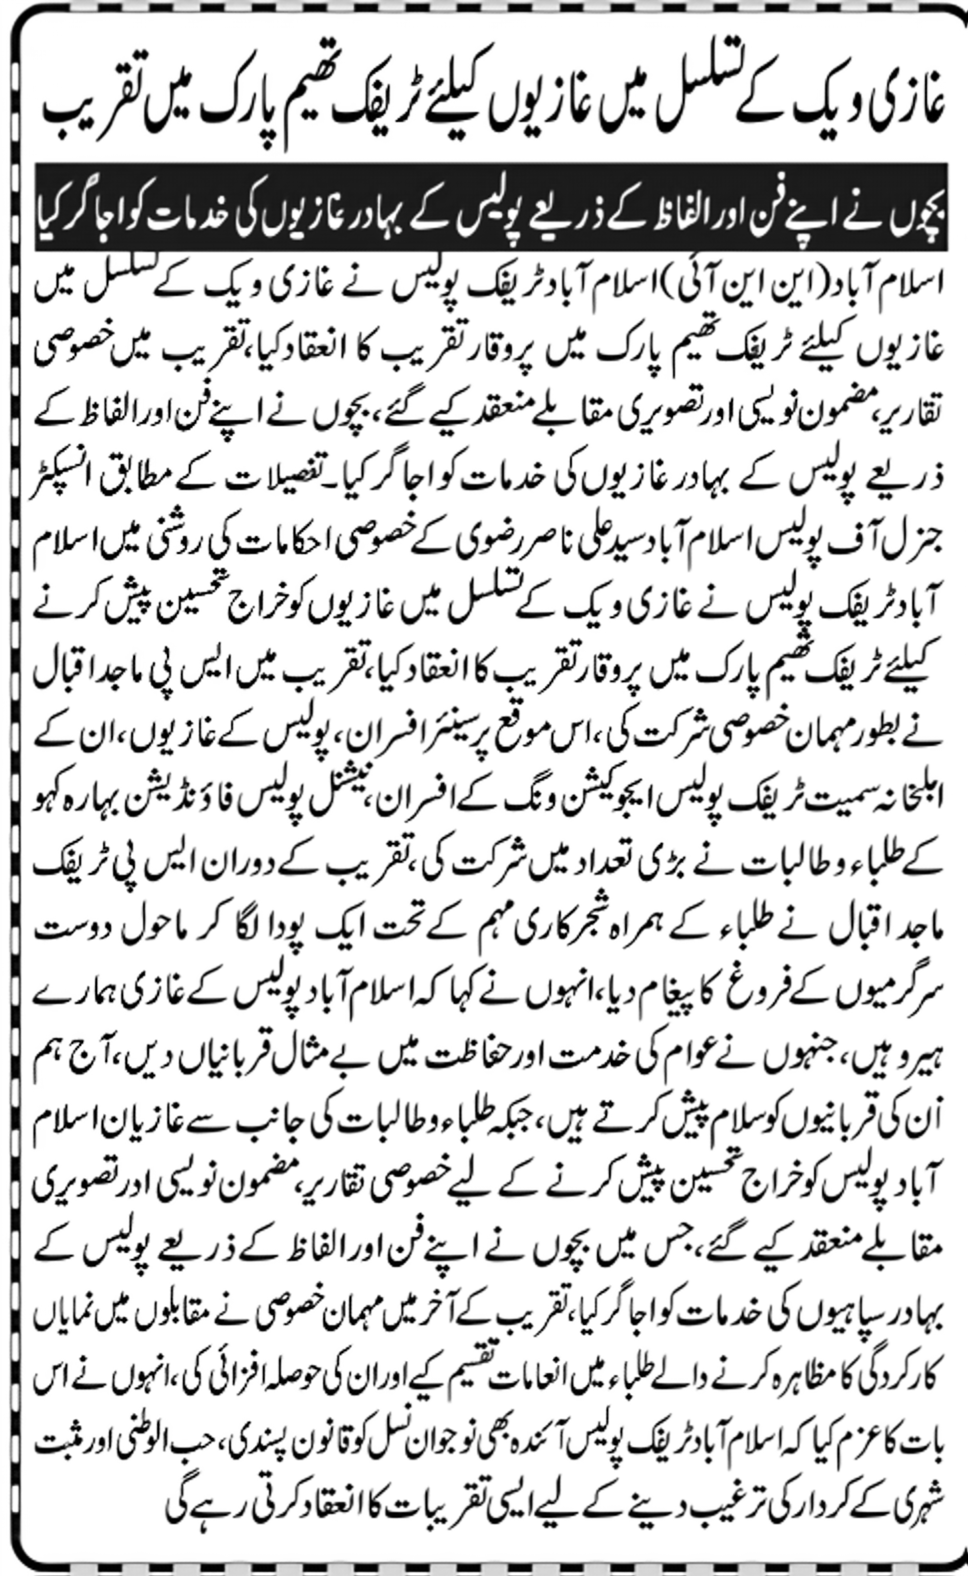 غازی ویک کے تسلسل میں غازیوں کیلئے ٹریفک تھیم پارک میں تقریب
بچوں نے اپنے فن اور الفاظ کے ذریعے پولیس کے بہادر غازیوں کی خدمات کو اجاگر کیا
اسلام آباد (این این آئی) اسلام آباد ٹریفک پولیس نے غازی ویک کے تسلسل میں
غازیوں کیلئے ٹریفک تھیم پارک میں پروقار تقریب کا انعقاد کیا، تقریب میں خصوصی
تقاریر، مضمون نویسی اور تصویری مقابلے منعقد کیے گئے، بچوں نے اپنے فن اور الفاظ کے
ذریعے پولیس کے بہادر غازیوں کی خدمات کو اجاگر کیا۔ تفصیلات کے مطابق انسپکٹر
جنرل آف پولیس اسلام آباد سید علی ناصر رضوی کے خصوصی احکامات کی روشنی میں اسلام
آباد ٹریفک پولیس نے غازی ویک کے تسلسل میں غازیوں کو خراج تحسین پیش کرنے
کیلئے ٹریفک تھیم پارک میں پروقار تقریب کا انعقاد کیا، تقریب میں ایس پی ماجد اقبال
نے بطور مہمان خصوصی شرکت کی، اس موقع پر سینئر افسران، پولیس کے غازیوں، ان کے
اہلخانہ سمیت ٹریفک پولیس ایجوکیشن ونگ کے افسران، نیشنل پولیس فاؤنڈیشن بہارہ کہو
کے طلباء و طالبات نے بڑی تعداد میں شرکت کی، تقریب کے دوران ایس پی ٹریفک
ماجد اقبال نے طلباء کے ہمراہ شجرکاری مہم کے تحت ایک پودا لگا کر ماحول دوست
سرگرمیوں کے فروغ کا پیغام دیا، انہوں نے کہا کہ اسلام آباد پولیس کے غازی ہمارے
ہیرو ہیں، جنہوں نے عوام کی خدمت اور حفاظت میں بے مثال قربانیاں دیں، آج ہم
اُن کی قربانیوں کو سلام پیش کرتے ہیں، جبکہ طلباء و طالبات کی جانب سے غازیان اسلام
آباد پولیس کو خراج تحسین پیش کرنے کے لیے خصوصی تقاریر، مضمون نویسی اور تصویری
مقابلے منعقد کیے گئے، جس میں بچوں نے اپنے فن اور الفاظ کے ذریعے پولیس کے
بہادر سپاہیوں کی خدمات کو اجاگر کیا، تقریب کے آخر میں مہمان خصوصی نے مقابلوں میں نمایاں
کارکردگی کا مظاہرہ کرنے والے طلباء میں انعامات تقسیم کیے اور ان کی حوصلہ افزائی کی، انہوں نے اس
بات کا عزم کیا کہ اسلام آباد ٹریفک پولیس آئندہ بھی نوجوان نسل کو قانون پسندی، حب الوطنی اور مثبت
شہری کے کردار کی ترغیب دینے کے لیے ایسی تقریبات کا انعقاد کرتی رہے گی